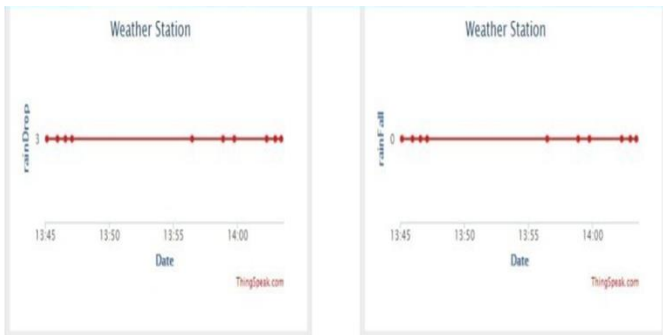 Weather Station
rainDrop
3
13:45 13:50 13:55 14:00
Date
ThingSpeak.com
Weather Station
rainFall
0
13:45 13:50 13:55 14:00
Date
ThingSpeak.com